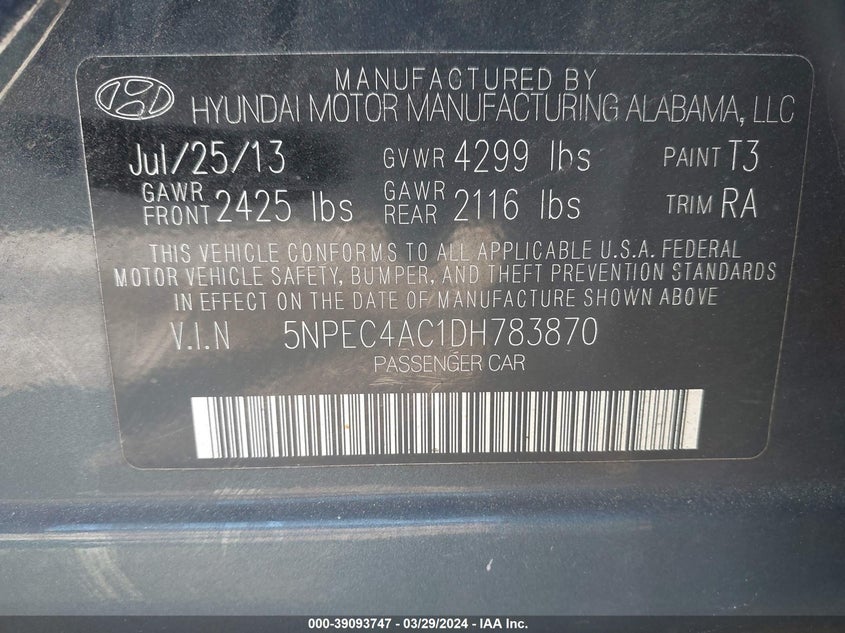 MANUFACTURED BY
HYUNDAI MOTOR MANUFACTURING ALABAMA, LLC
Jul/25/13 GVWR 4299 lbs PAINT T3
GAWR FRONT 2425 lbs GAWR REAR 2116 lbs TRIM RA
THIS VEHICLE CONFORMS TO ALL APPLICABLE U.S.A. FEDERAL
MOTOR VEHICLE SAFETY, BUMPER, AND THEFT PREVENTION STANDARDS
IN EFFECT ON THE DATE OF MANUFACTURE SHOWN ABOVE
V.I.N 5NPEC4AC1DH783870
PASSENGER CAR
000-39093747 - 03/29/2024 - IAA Inc.